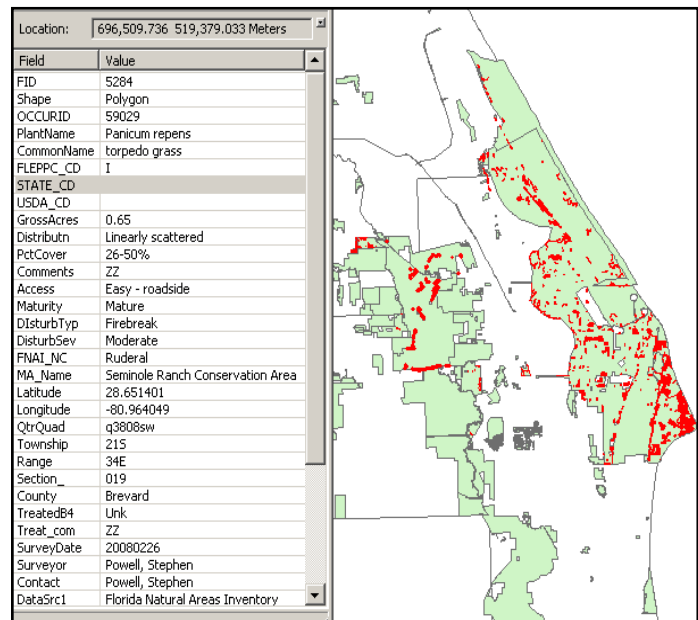 Location: 696,509.736 519,379.033 Meters
Field Value
FID 5284
Shape Polygon
OCCURID 59029
PlantName Panicum repens
CommonName torpedo grass
FLEPPC_CD I
STATE_CD
USDA_CD
GrossAcres 0.65
Distributn Linearly scattered
PctCover 26-50%
Comments ZZ
Access Easy - roadside
Maturity Mature
DIsturbTyp Firebreak
DisturbSev Moderate
FNAI_NC Ruderal
MA_Name Seminole Ranch Conservation Area
Latitude 28.651401
Longitude -80.964049
QtrQuad q3808sw
Township 21S
Range 34E
Section_ 019
County Brevard
TreatedB4 Unk
Treat_com ZZ
SurveyDate 20080226
Surveyor Powell, Stephen
Contact Powell, Stephen
DataSrc1 Florida Natural Areas Inventory